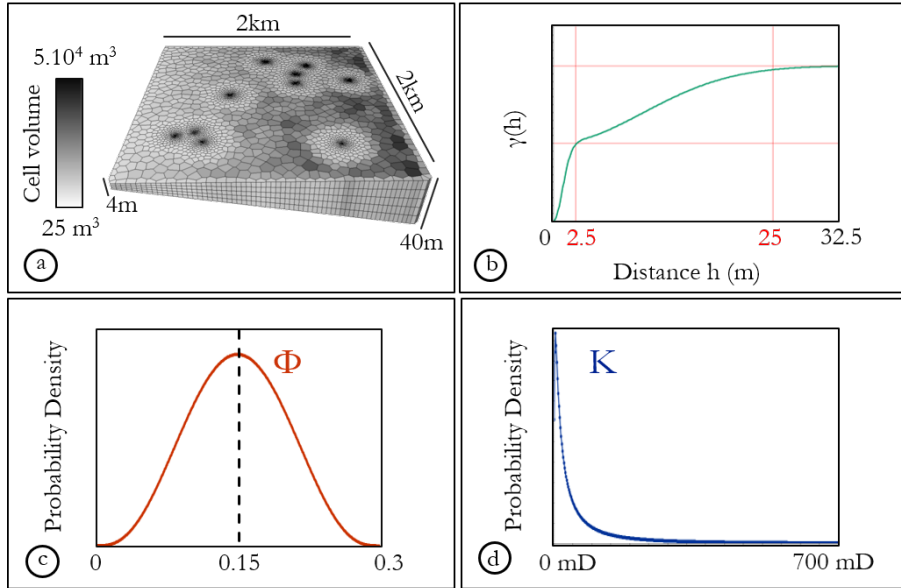 2km
5.10⁴ m³
2km
Cell volume
25 m³
4m
40m
a
γ(h)
0
2.5
25
32.5
Distance h (m)
b
Φ
Probability Density
0
0.15
0.3
c
K
Probability Density
0 mD
700 mD
d